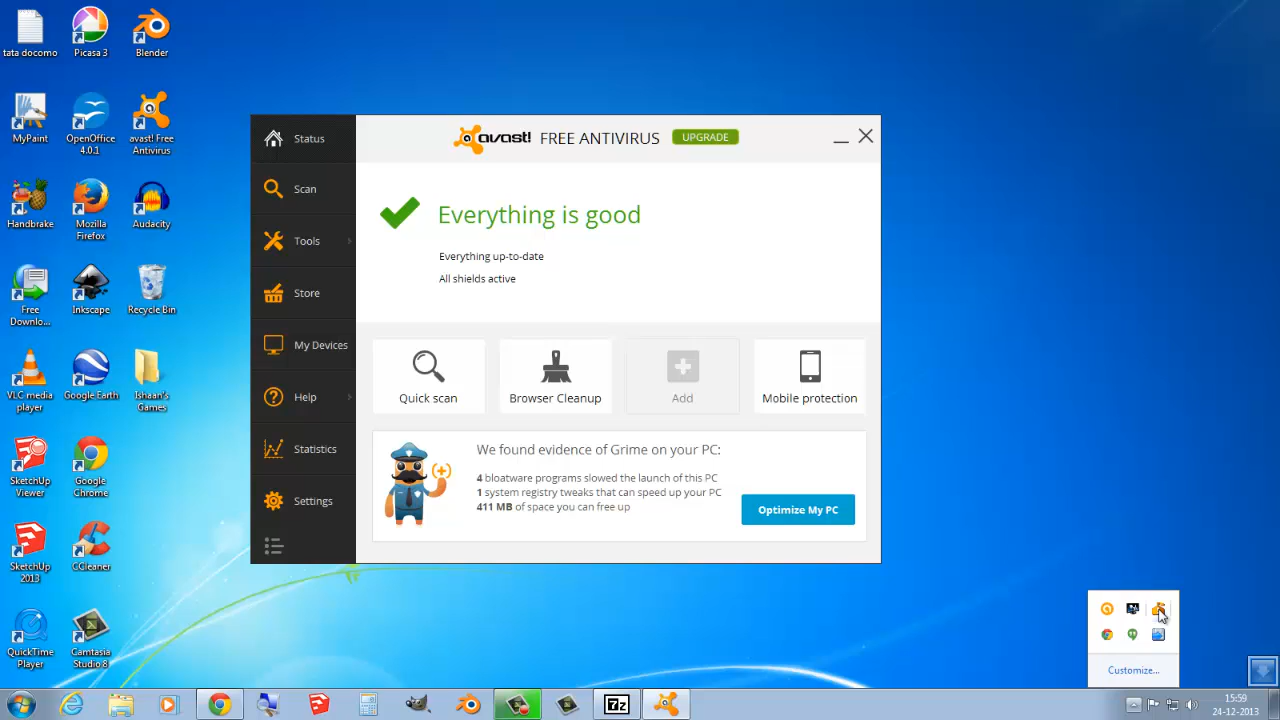 tata docomo
Picasa 3
Blender
MyPaint
OpenOffice
4.0.1
avast! Free
Antivirus
Handbrake
Mozilla
Firefox
Audacity
Free
Downlo...
Inkscape
Recycle Bin
VLC media
player
Google Earth
Ishaan's
Games
SketchUp
Viewer
Google
Chrome
SketchUp
2013
CCleaner
QuickTime
Player
Camtasia
Studio 8
Status
Scan
Tools
Store
My Devices
Help
Statistics
Settings
avast! FREE ANTIVIRUS UPGRADE
Everything is good
Everything up-to-date
All shields active
Quick scan
Browser Cleanup
Add
Mobile protection
We found evidence of Grime on your PC:
4 bloatware programs slowed the launch of this PC
1 system registry tweaks that can speed up your PC
411 MB of space you can free up
Optimize My PC
Customize...
7z
15:59
24-12-2013